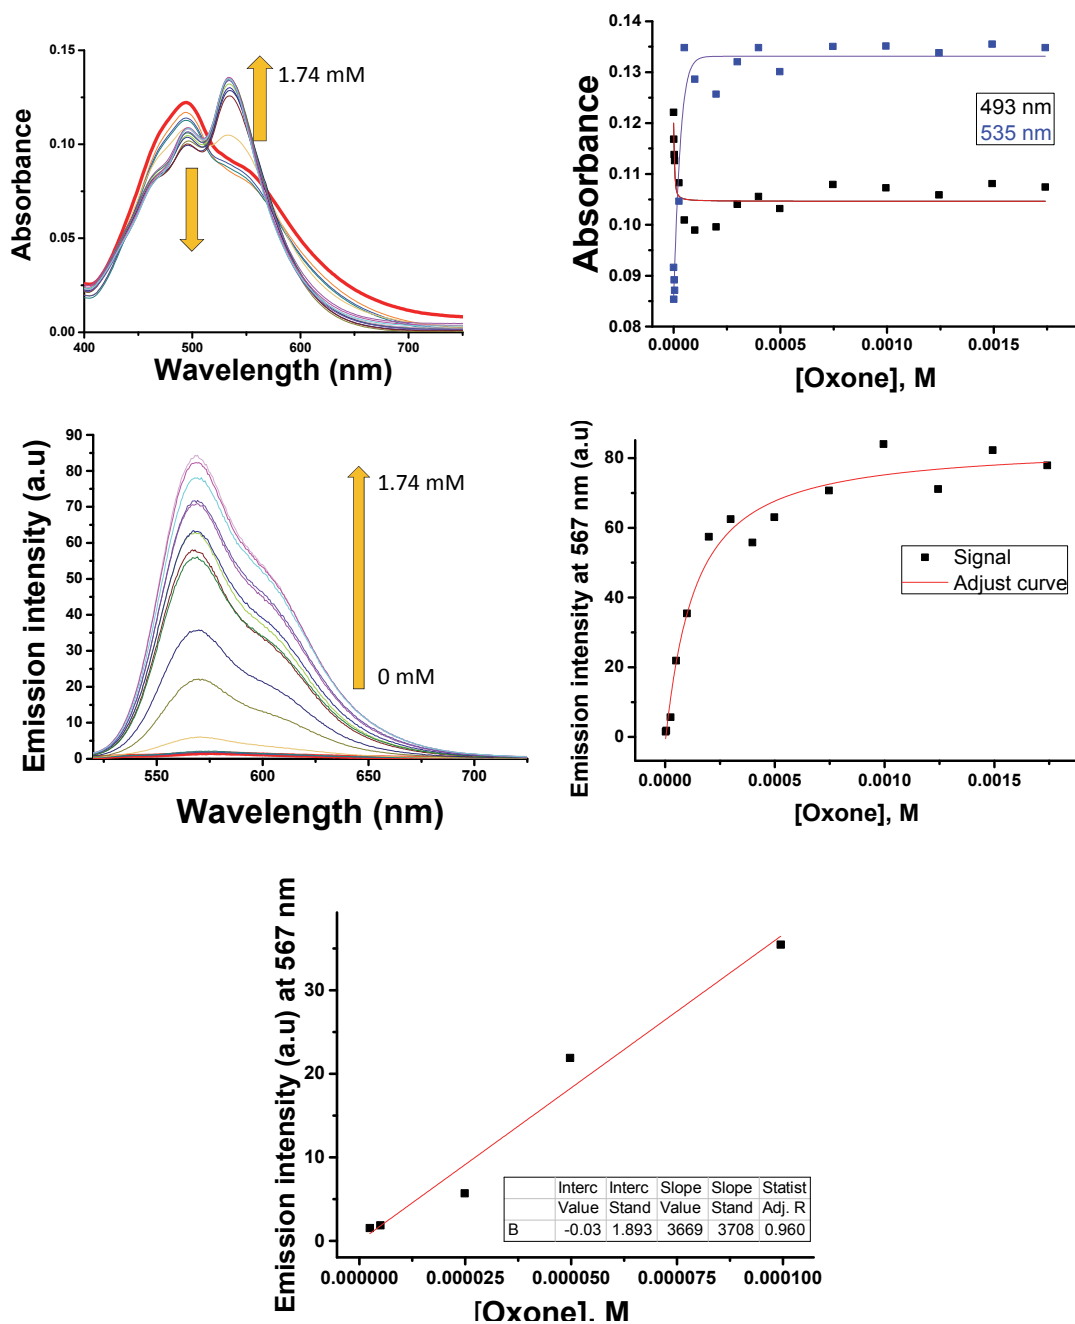 0.15
0.10
0.05
0.00
Absorbance
1.74 mM
400
500
600
700
Wavelength (nm)
0.14
0.13
0.12
0.11
0.10
0.09
0.08
Absorbance
493 nm
535 nm
0.0000
0.0005
0.0010
0.0015
[Oxone], M
90
80
70
60
50
40
30
20
10
0
Emission intensity (a.u)
1.74 mM
0 mM
550
600
650
700
Wavelength (nm)
80
60
40
20
0
Emission intensity at 567 nm (a.u)
Signal
Adjust curve
0.0000
0.0005
0.0010
0.0015
[Oxone], M
30
20
10
0
Emission intensity (a.u) at 567 nm
Interc Interc Slope Slope Statist
Value Stand Value Stand Adj. R
B -0.03 1.893 3669 3708 0.960
0.000000
0.000025
0.000050
0.000075
0.000100
[Oxone], M